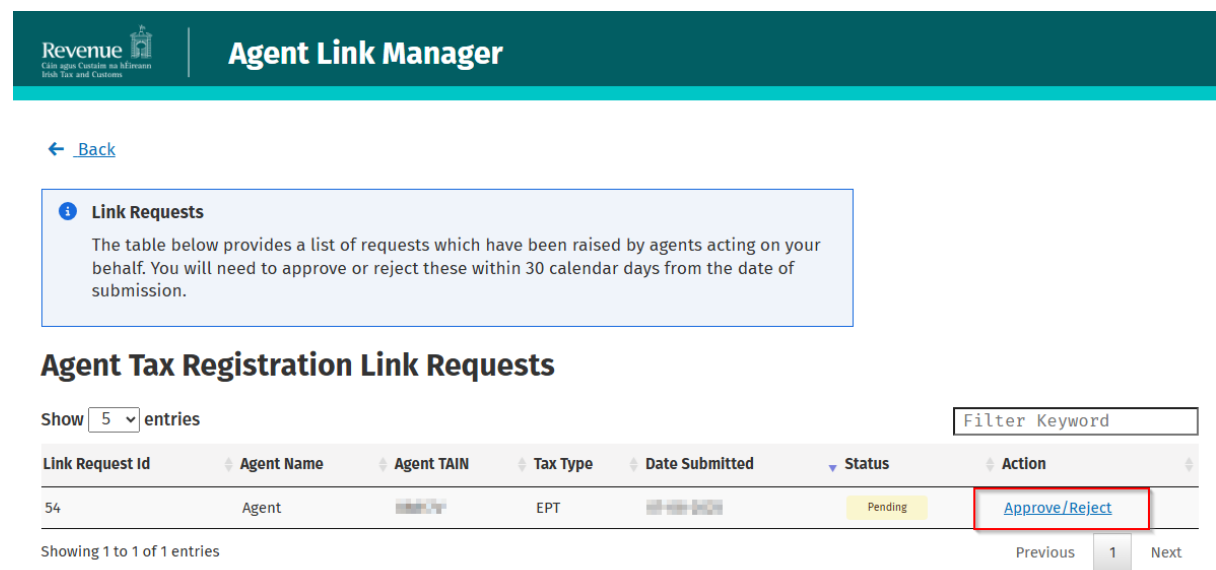 Revenue
Cáin agus Custaim na hÉireann
Irish Tax and Customs
Agent Link Manager
Back
Link Requests
The table below provides a list of requests which have been raised by agents acting on your
behalf. You will need to approve or reject these within 30 calendar days from the date of
submission.
Agent Tax Registration Link Requests
Show 5 entries
Filter Keyword
Link Request Id Agent Name Agent TAIN Tax Type Date Submitted Status Action
54 Agent EPT Pending Approve/Reject
Showing 1 to 1 of 1 entries
Previous 1 Next